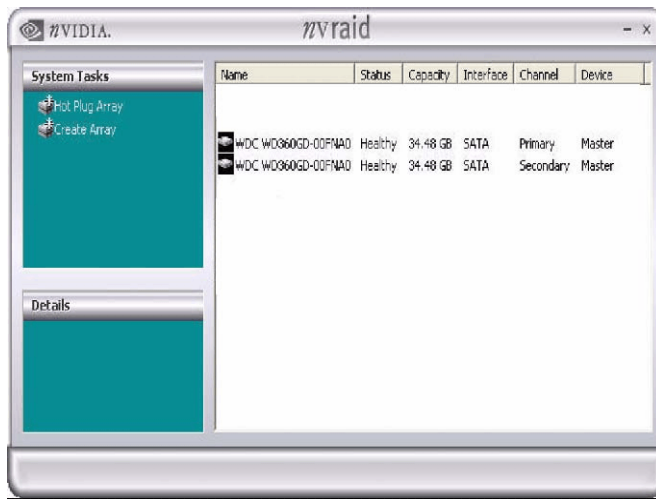 nVIDIA.
nvraid
- x
System Tasks
Hot Plug Array
Create Array
Details
Name Status Capacity Interface Channel Device
WDC WD360GD-00FNA0 Healthy 34.48 GB SATA Primary Master
WDC WD360GD-00FNA0 Healthy 34.48 GB SATA Secondary Master